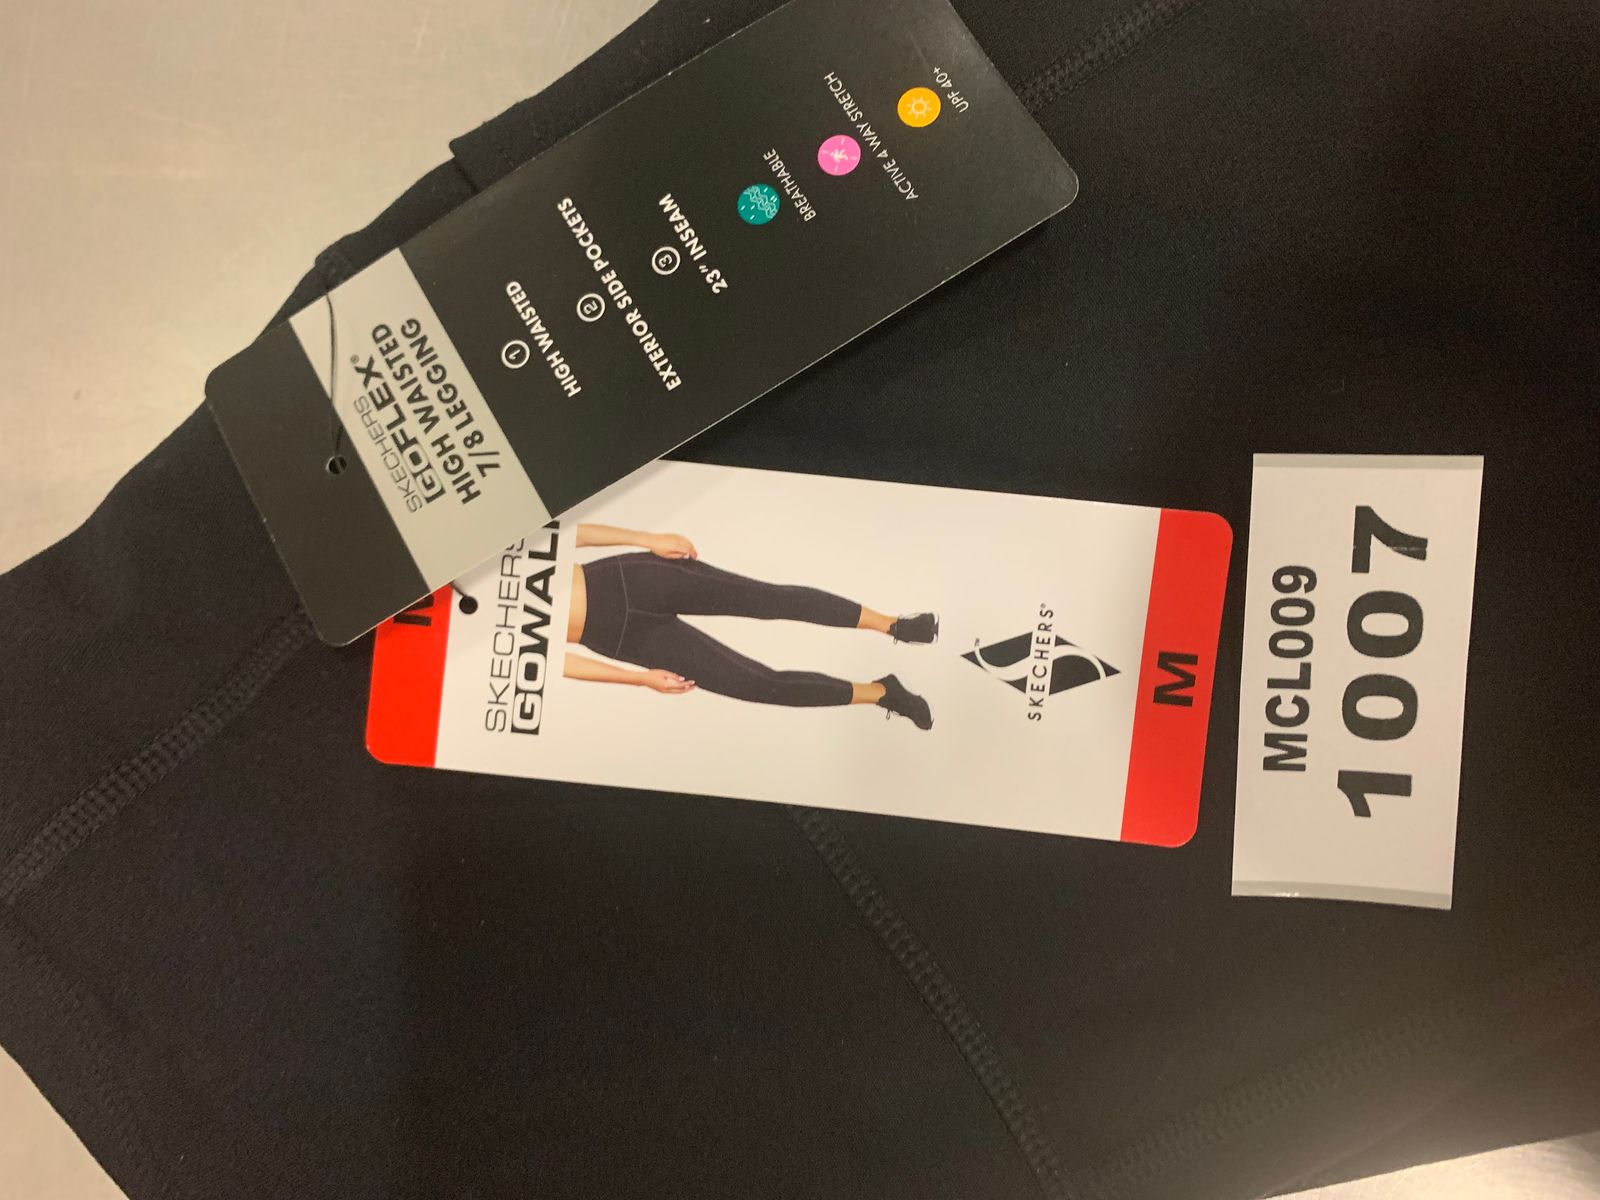 SKECHERS
GOFLEX®
HIGH WAISTED
7/8 LEGGING
1
HIGH WAISTED
2
EXTERIOR SIDE POCKETS
3
23" INSEAM
BREATHABLE
ACTIVE 4 WAY STRETCH
UPF 40+
M
SKECHERS
GOWALK
SKECHERS®
M
MCL009
1007